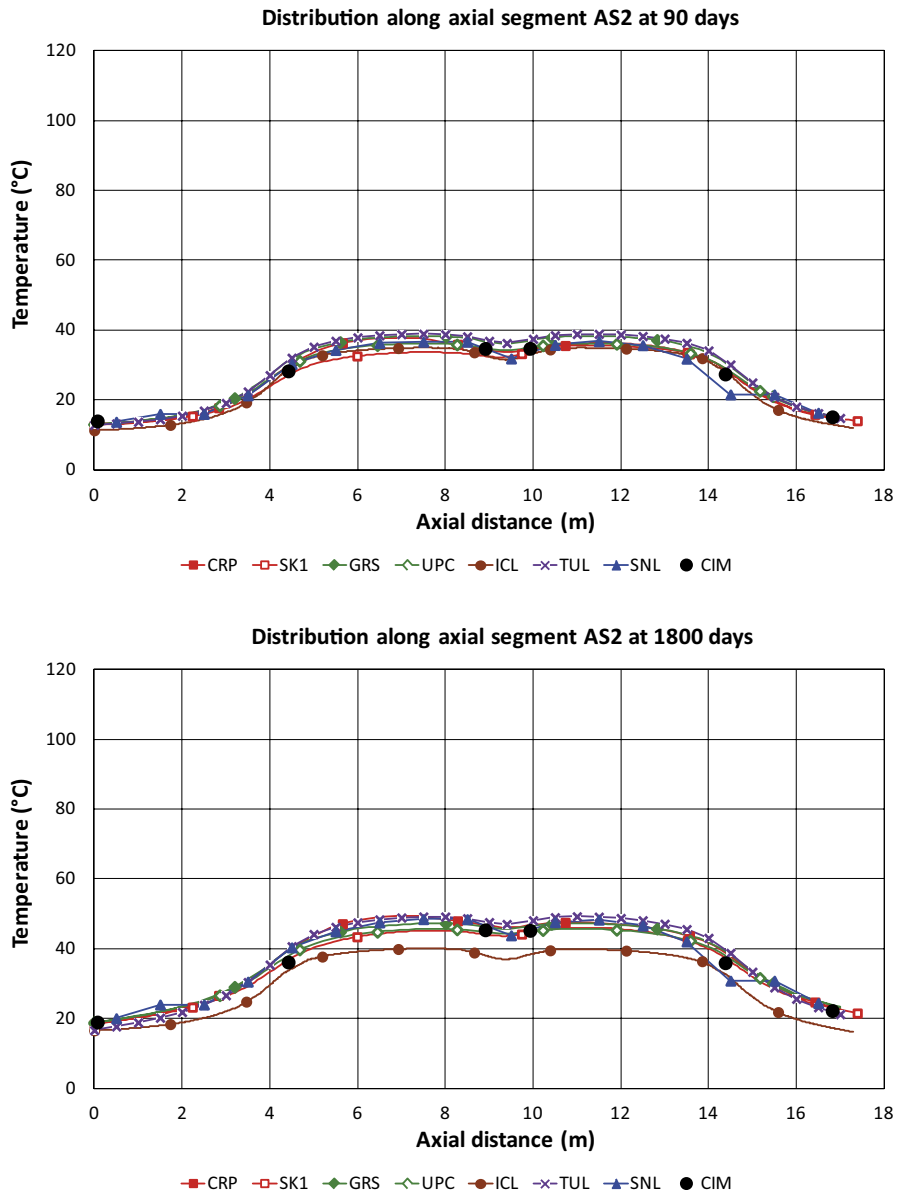 Distribution along axial segment AS2 at 90 days
120
100
80
60
40
20
0
Temperature (°C)
0 2 4 6 8 10 12 14 16 18
Axial distance (m)
CRP SK1 GRS UPC ICL TUL SNL CIM
Distribution along axial segment AS2 at 1800 days
120
100
80
60
40
20
0
Temperature (°C)
0 2 4 6 8 10 12 14 16 18
Axial distance (m)
CRP SK1 GRS UPC ICL TUL SNL CIM